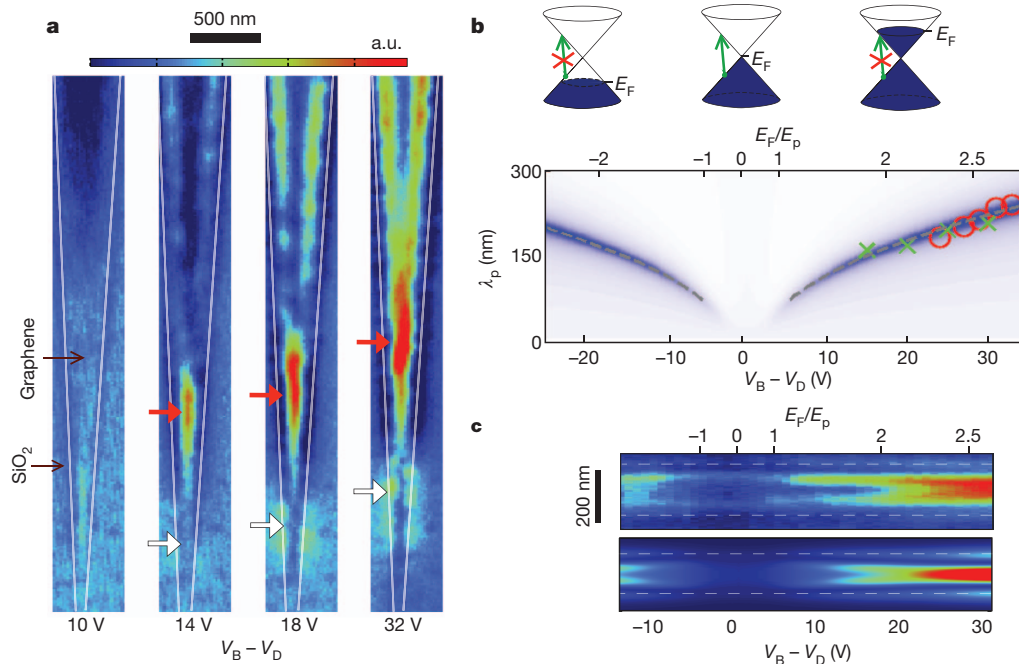 a
500 nm
a.u.
Graphene
SiO2
10 V
14 V
18 V
32 V
VB – VD
b
EF
EF
EF
EF/Ep
−2
−1
0
1
2
2.5
300
150
0
λp (nm)
−20
−10
0
10
20
30
VB – VD (V)
c
EF/Ep
−1
0
1
2
2.5
200 nm
−10
0
10
20
30
VB – VD (V)